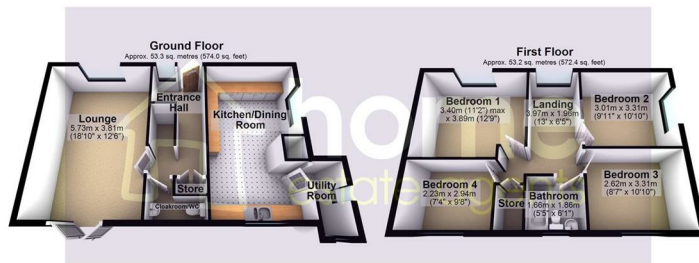 Ground Floor
Approx. 53.3 sq. metres (574.0 sq. feet)
Lounge
5.73m x 3.81m
(18'10" x 12'6")
Entrance
Hall
Kitchen/Dining
Room
Store
Cloakroom/WC
Utility
Room
First Floor
Approx. 53.2 sq. metres (572.4 sq. feet)
Bedroom 1
3.40m (11'2") max
x 3.89m (12'9")
Landing
3.97m x 1.96m
(13' x 6'5")
Bedroom 2
3.01m x 3.31m
(9'11" x 10'10")
Bedroom 4
2.23m x 2.94m
(7'4" x 9'8")
Store
Bathroom
1.66m x 1.86m
(5'5" x 6'1")
Bedroom 3
2.62m x 3.31m
(8'7" x 10'10")
home
estate agents